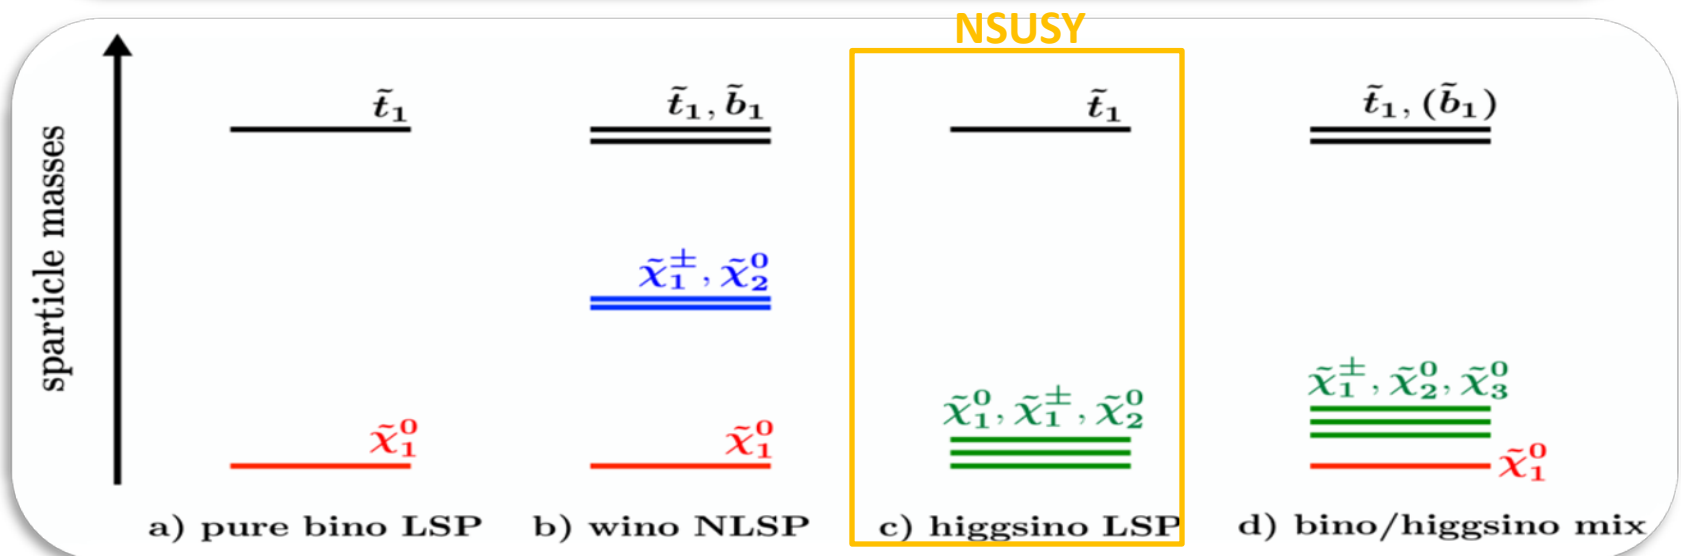 NSUSY
sparticle masses
t̃₁
t̃₁, b̃₁
t̃₁
t̃₁, (b̃₁)
χ̃₁±, χ̃₂⁰
χ̃₁⁰, χ̃₁±, χ̃₂⁰
χ̃₁±, χ̃₂⁰, χ̃₃⁰
χ̃₁⁰
χ̃₁⁰
χ̃₁⁰
a) pure bino LSP
b) wino NLSP
c) higgsino LSP
d) bino/higgsino mix